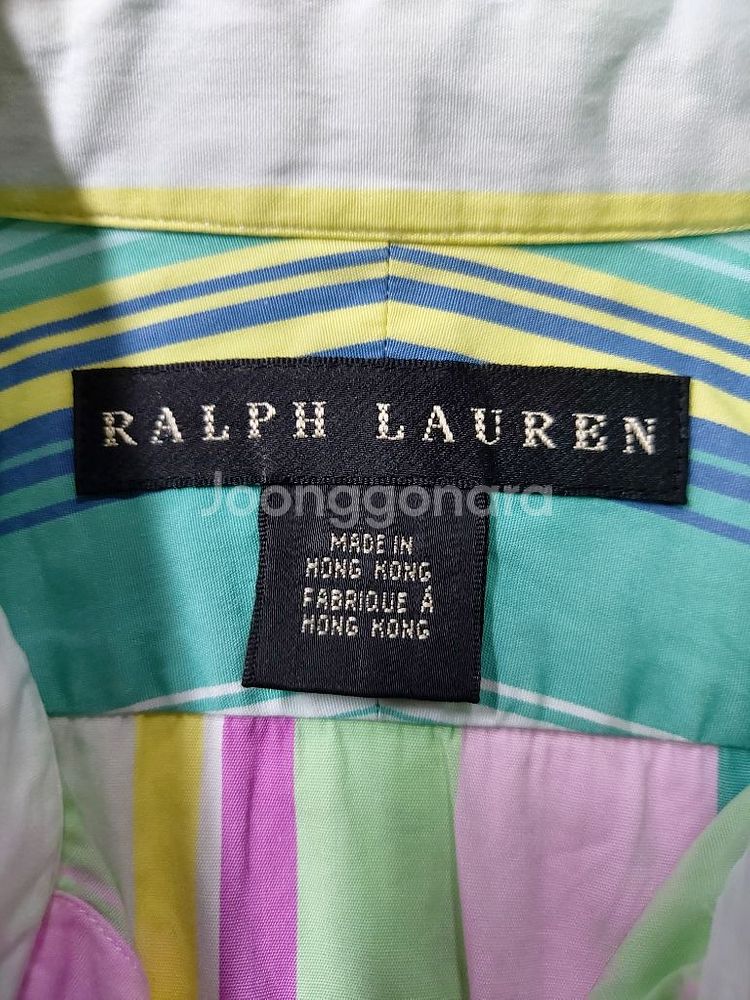 RALPH LAUREN
Joonggonara
MADE IN
HONG KONG
FABRIQUE À
HONG KONG